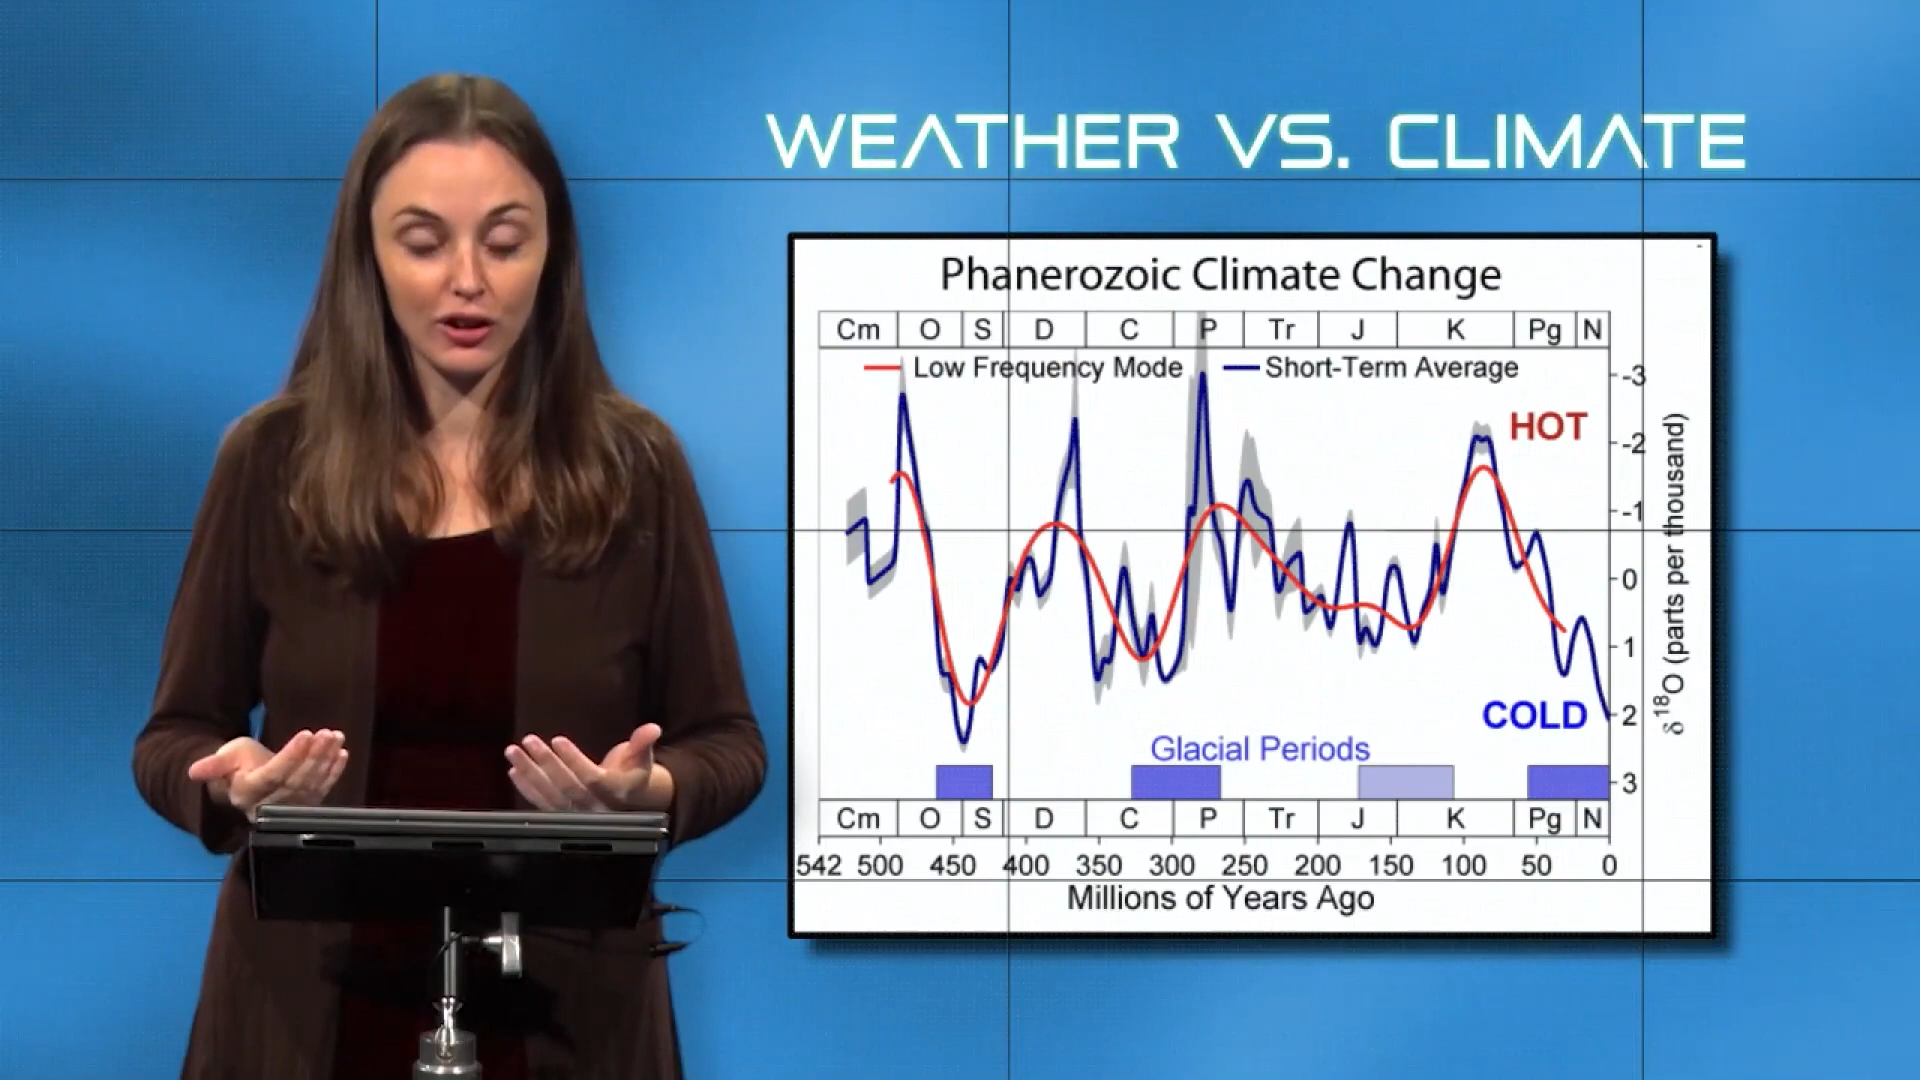 WEATHER VS. CLIMATE
Phanerozoic Climate Change
Cm O S D C P Tr J K Pg N
Low Frequency Mode Short-Term Average
-3
HOT
-2
-1
0
1
COLD
2
Glacial Periods
3
δ 18O (parts per thousand)
Cm O S D C P Tr J K Pg N
542 500 450 400 350 300 250 200 150 100 50 0
Millions of Years Ago